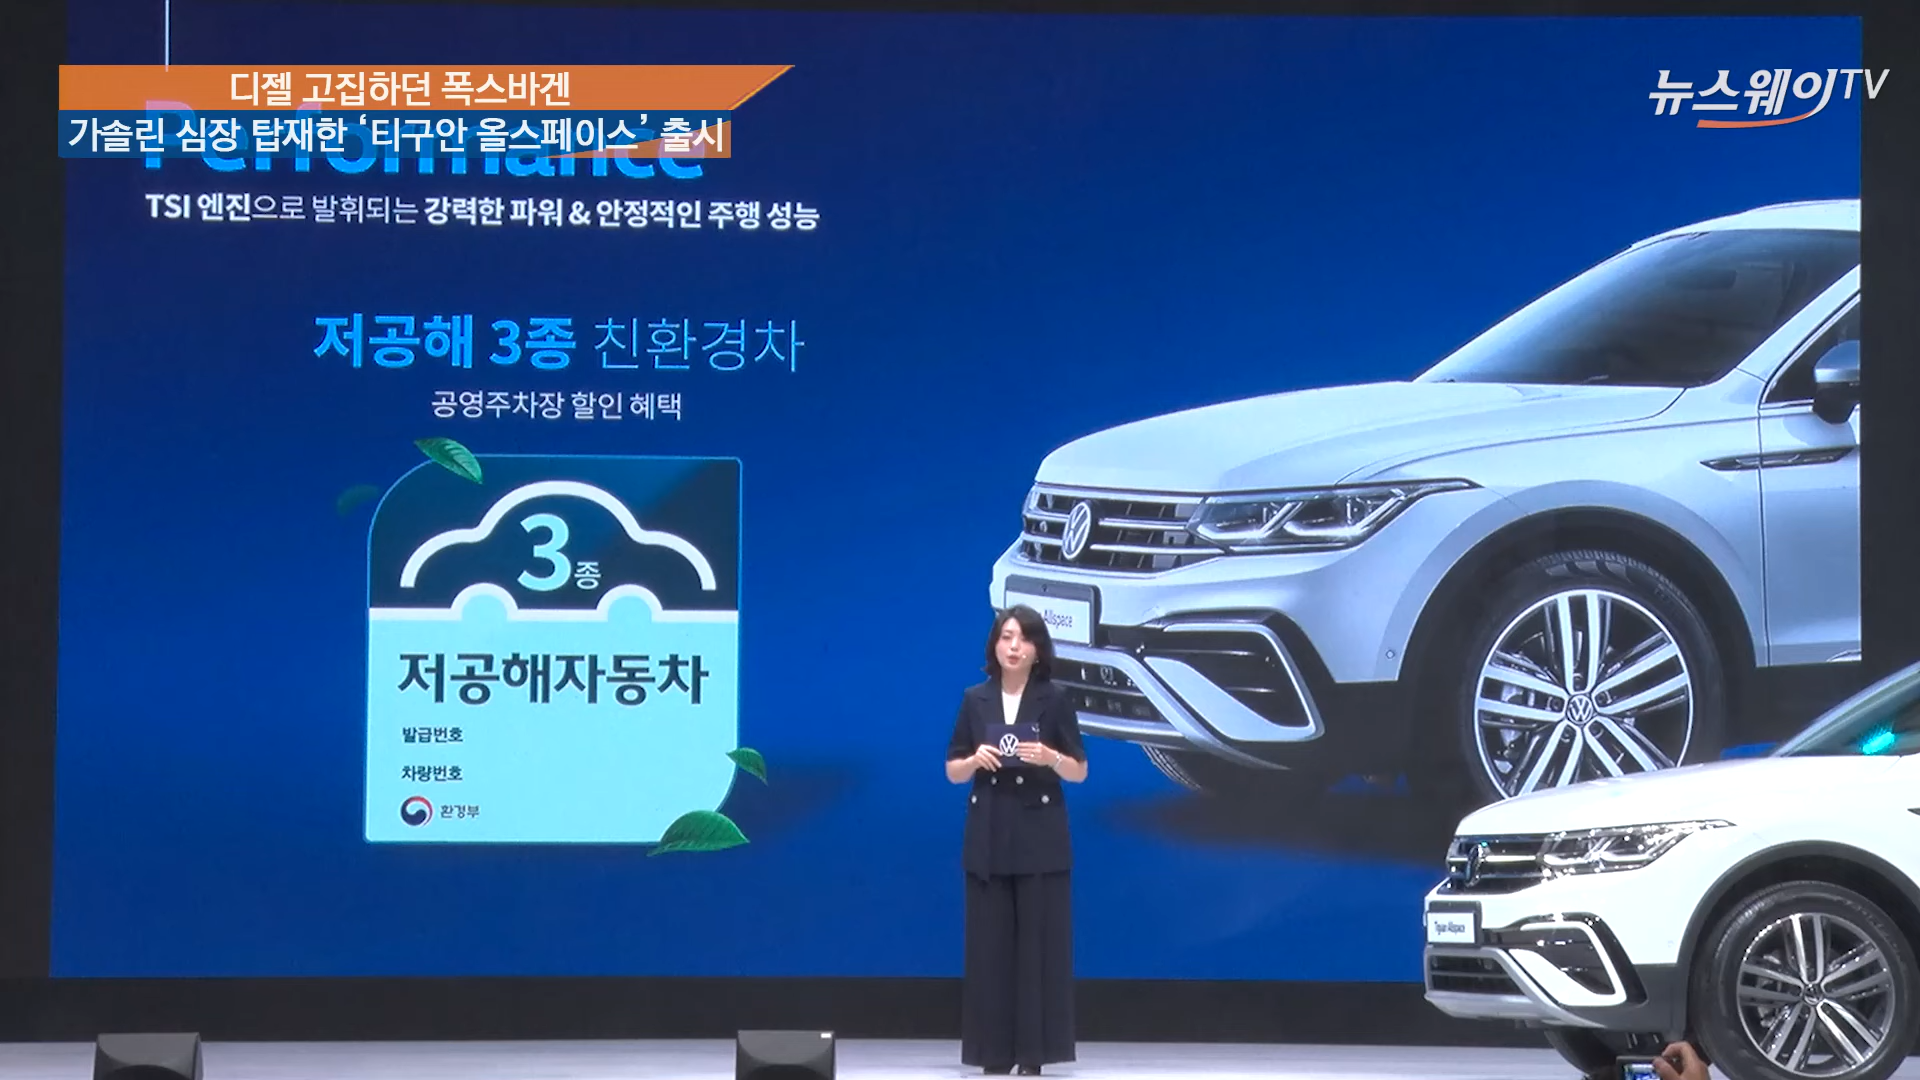 디젤 고집하던 폭스바겐
가솔린 심장 탑재한 ‘티구안 올스페이스’ 출시
뉴스웨이TV
Performance
TSI 엔진으로 발휘되는 강력한 파워 & 안정적인 주행 성능
저공해 3종 친환경차
공영주차장 할인 혜택
3종
저공해자동차
발급번호
차량번호
환경부
Allspace
Tiguan Allspace